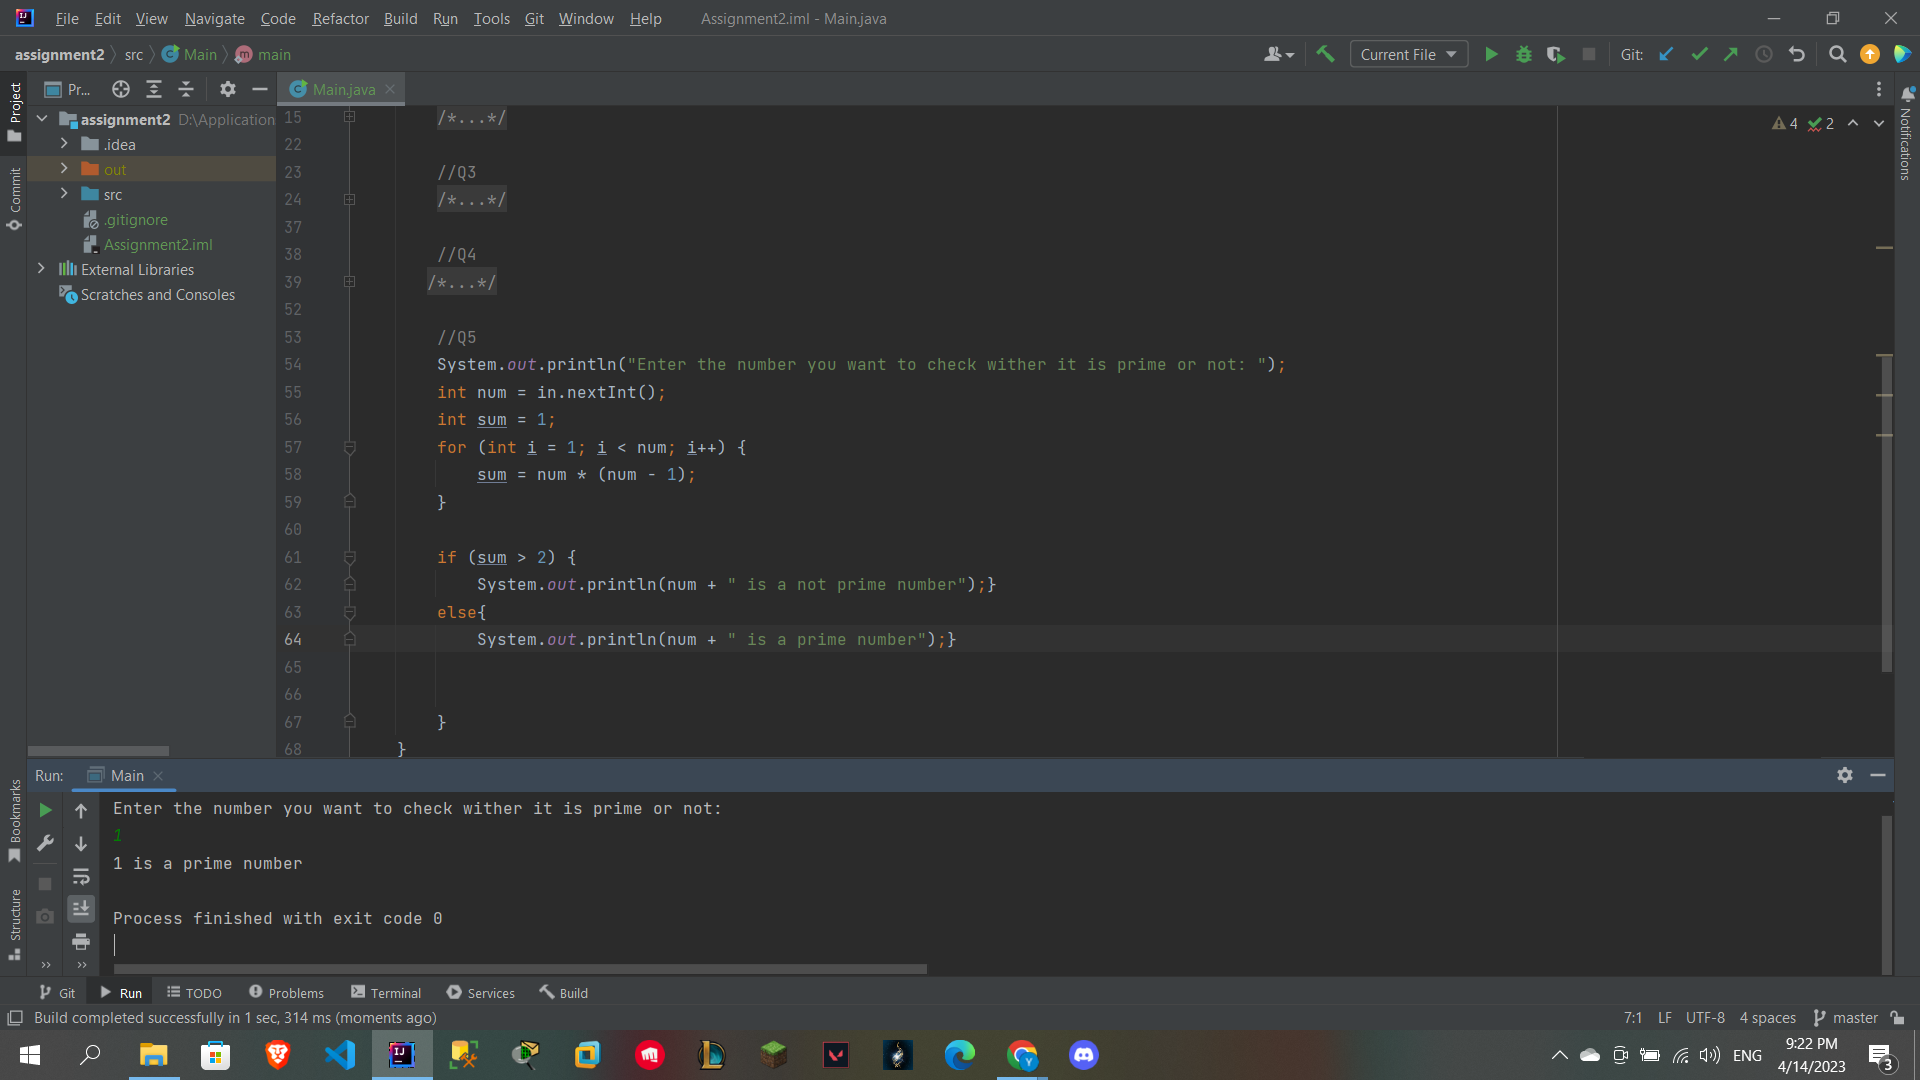 File Edit View Navigate Code Refactor Build Run Tools Git Window Help Assignment2.iml - Main.java
assignment2 src Main main Current File Git:
Pr... Main.java
Project
Commit
Bookmarks
Structure
Notifications
assignment2 D:\Application
.idea
out
src
.gitignore
Assignment2.iml
External Libraries
Scratches and Consoles
4 2
15 /*...*/
22
23 //Q3
24 /*...*/
37
38 //Q4
39 /*...*/
52
53 //Q5
54 System.out.println("Enter the number you want to check wither it is prime or not: ");
55 int num = in.nextInt();
56 int sum = 1;
57 for (int i = 1; i < num; i++) {
58 sum = num * (num - 1);
59 }
60
61 if (sum > 2) {
62 System.out.println(num + " is a not prime number");}
63 else{
64 System.out.println(num + " is a prime number");}
65
66
67 }
68 }
Run: Main
Enter the number you want to check wither it is prime or not:
1
1 is a prime number
Process finished with exit code 0
Git Run TODO Problems Terminal Services Build
Build completed successfully in 1 sec, 314 ms (moments ago) 7:1 LF UTF-8 4 spaces master
ENG 9:22 PM
4/14/2023 3